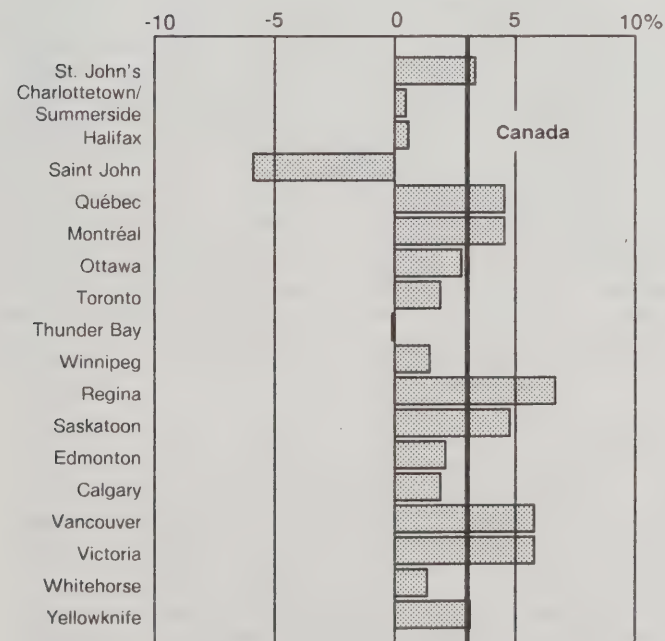 -10 -5 0 5 10%
St. John's
Charlottetown/
Summerside
Halifax
Canada
Saint John
Québec
Montréal
Ottawa
Toronto
Thunder Bay
Winnipeg
Regina
Saskatoon
Edmonton
Calgary
Vancouver
Victoria
Whitehorse
Yellowknife